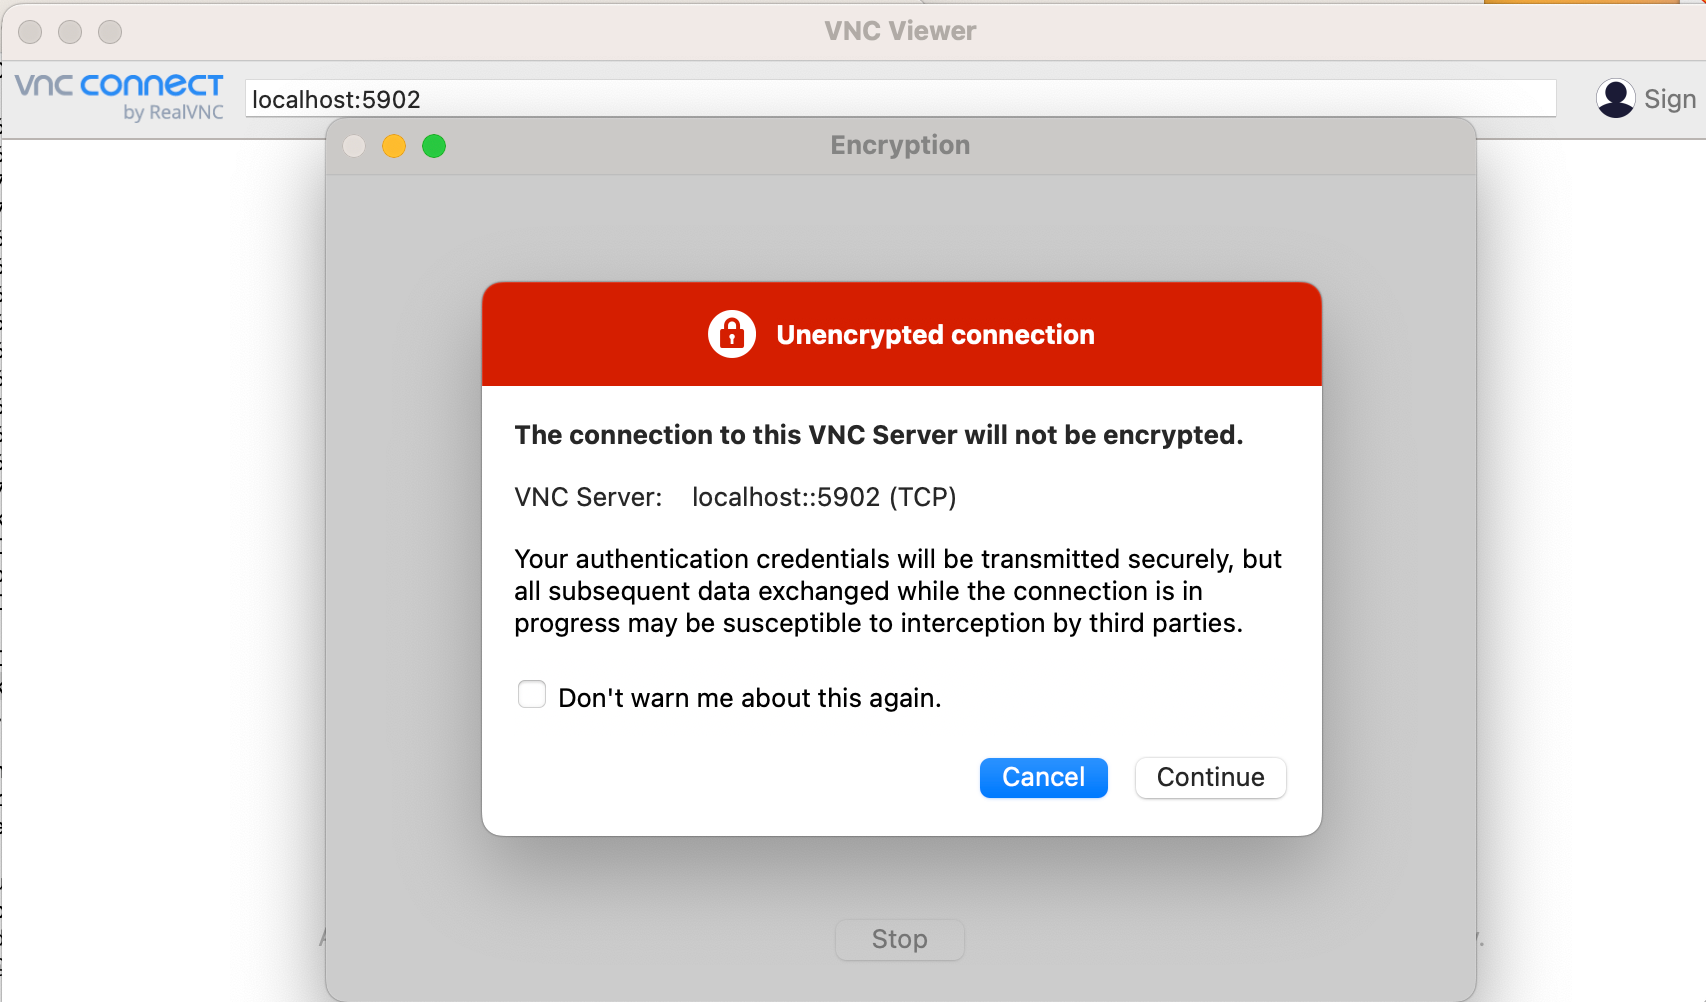 VNC Viewer
vnc connect
by RealVNC
localhost:5902
Sign
Encryption
Unencrypted connection
The connection to this VNC Server will not be encrypted.
VNC Server: localhost::5902 (TCP)
Your authentication credentials will be transmitted securely, but
all subsequent data exchanged while the connection is in
progress may be susceptible to interception by third parties.
Don't warn me about this again.
Cancel
Continue
Stop